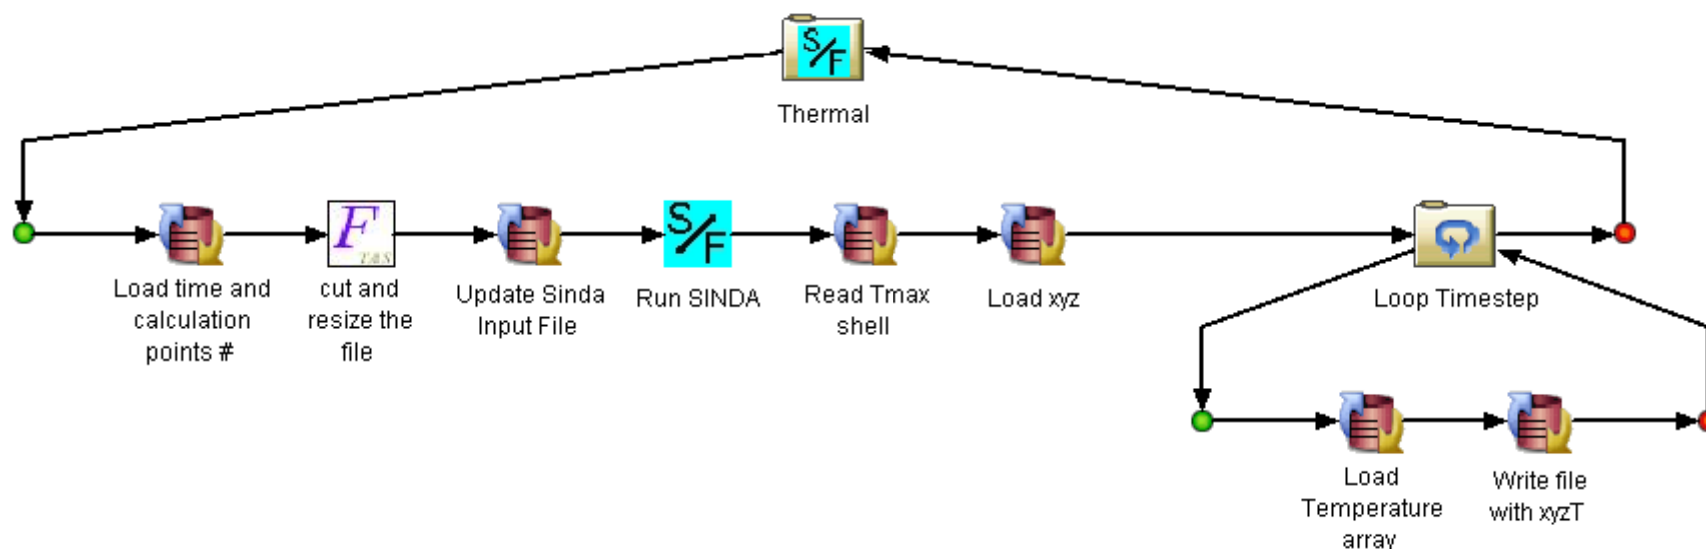 S/F
Thermal
F
TAS
S/F
Load time and
calculation
points #
cut and
resize the
file
Update Sinda
Input File
Run SINDA
Read Tmax
shell
Load xyz
Loop Timestep
Load
Temperature
array
Write file
with xyzT